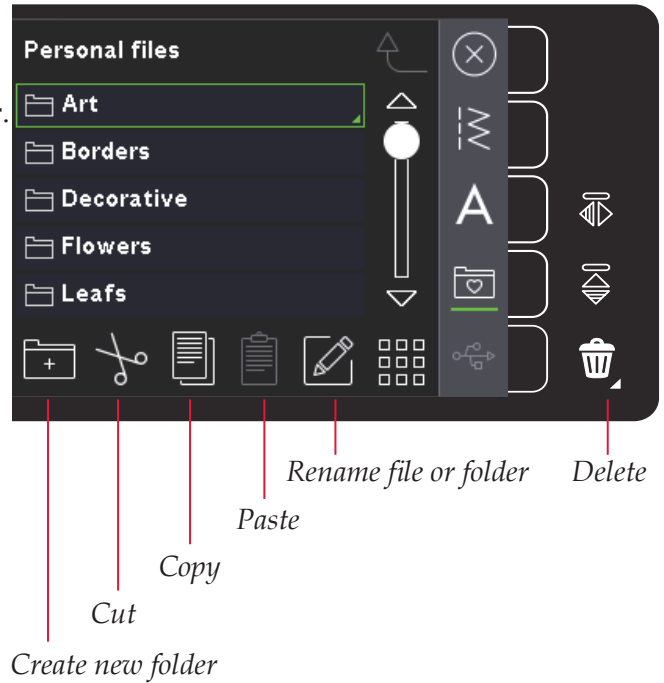 Personal files
Art
Borders
Decorative
Flowers
Leafs
A
Rename file or folder
Delete
Paste
Copy
Cut
Create new folder